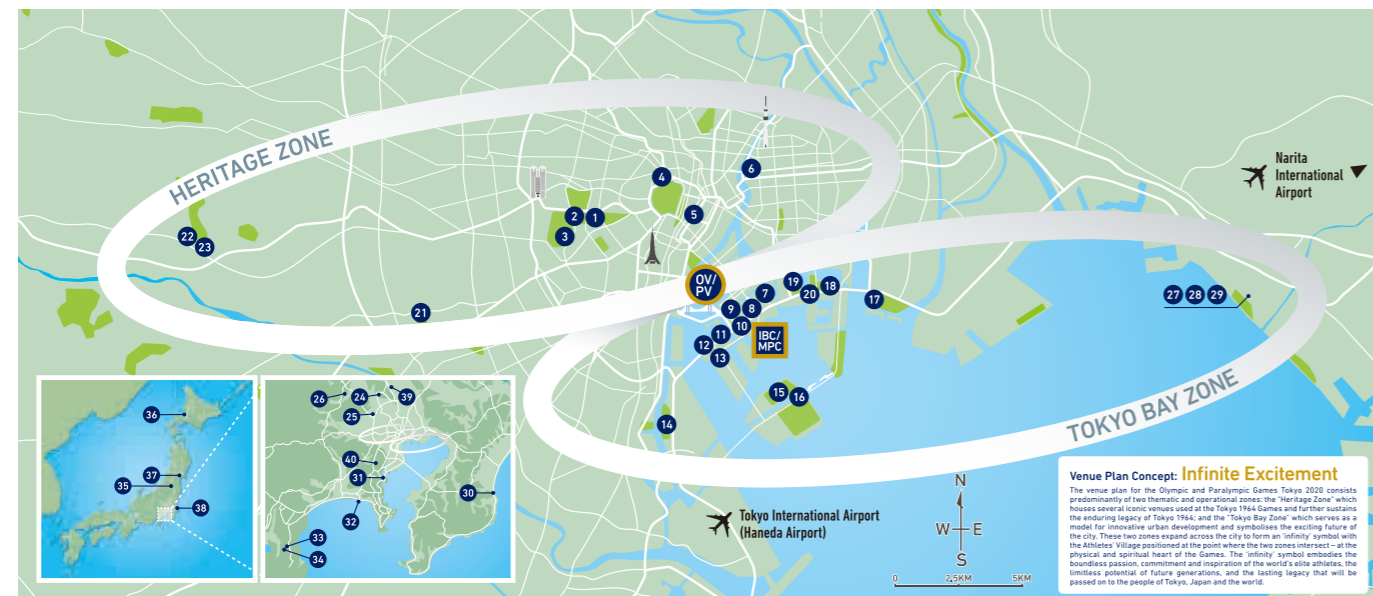 HERITAGE ZONE
4
6
Narita
International
Airport
2
1
5
3
22
23
OV/
PV
19
18
7
20
27
28
29
17
9
8
21
10
11
IBC/
MPC
12
13
15
16
14
TOKYO BAY ZONE
36
37
35
38
26
24
39
25
40
31
30
32
33
34
Tokyo International Airport
(Haneda Airport)
N
W
E
S
0
2.5KM
5KM
Venue Plan Concept: Infinite Excitement
The venue plan for the Olympic and Paralympic Games Tokyo 2020 consists
predominantly of two thematic and operational zones: the "Heritage Zone" which
houses several iconic venues used at the Tokyo 1964 Games and further sustains
the enduring legacy of Tokyo 1964; and the "Tokyo Bay Zone" which serves as a
model for innovative urban development and symbolises the exciting future of
the city. These two zones expand across the city to form an 'infinity' symbol with
the Athletes' Village positioned at the point where the two zones intersect – at the
physical and spiritual heart of the Games. The 'infinity' symbol embodies the
boundless passion, commitment and inspiration of the world's elite athletes, the
limitless potential of future generations, and the lasting legacy that will be
passed on to the people of Tokyo, Japan and the world.